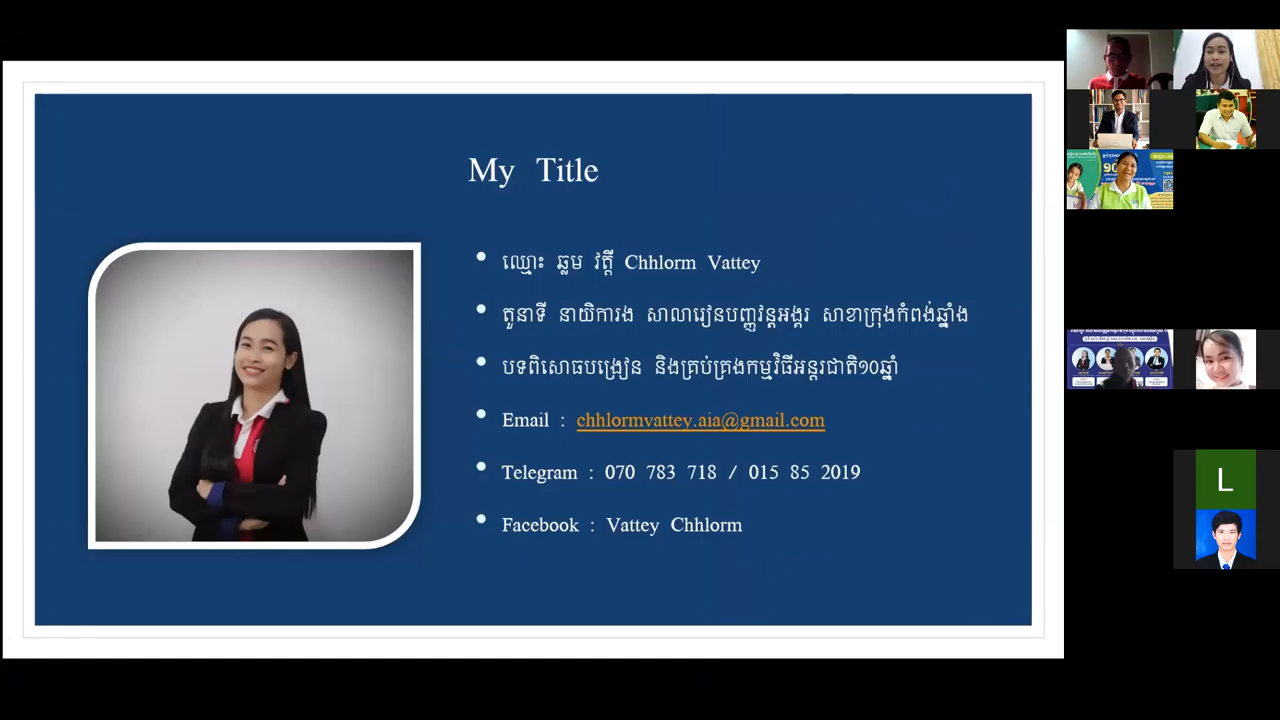 My Title
ឈ្មោះ ឆ្លម វត្តី Chhlorm Vattey
តួនាទី នាយិការង សាលារៀនបញ្ញវ័ន្តអង្គរ សាខាក្រុងកំពង់ឆ្នាំង
បទពិសោធបង្រៀន និងគ្រប់គ្រងកម្មវិធីអន្តរជាតិ១០ឆ្នាំ
Email : chhlormvattey.aia@gmail.com
Telegram : 070 783 718 / 015 85 2019
Facebook : Vattey Chhlorm
L